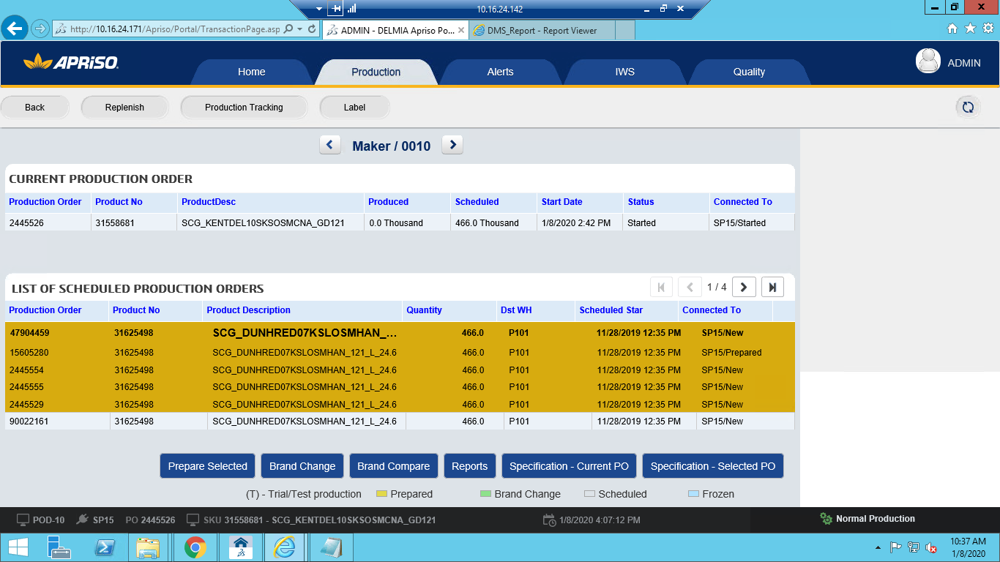 10.16.24.142
http://10.16.24.171/Apriso/Portal/TransactionPage.asp
ADMIN - DELMIA Apriso Po...
DMS_Report - Report Viewer
APRISO
Home
Production
Alerts
IWS
Quality
ADMIN
Back
Replenish
Production Tracking
Label
Maker / 0010
CURRENT PRODUCTION ORDER
Production Order Product No ProductDesc Produced Scheduled Start Date Status Connected To
2445526 31558681 SCG_KENTDEL10SKSOSMCNA_GD121 0.0 Thousand 466.0 Thousand 1/8/2020 2:42 PM Started SP15/Started
LIST OF SCHEDULED PRODUCTION ORDERS
1 / 4
Production Order Product No Product Description Quantity Dst WH Scheduled Star Connected To
47904459 31625498 SCG_DUNHRED07KSLOSMHAN_... 466.0 P101 11/28/2019 12:35 PM SP15/New
15605280 31625498 SCG_DUNHRED07KSLOSMHAN_121_L_24.6 466.0 P101 11/28/2019 12:35 PM SP15/Prepared
2445554 31625498 SCG_DUNHRED07KSLOSMHAN_121_L_24.6 466.0 P101 11/28/2019 12:35 PM SP15/New
2445555 31625498 SCG_DUNHRED07KSLOSMHAN_121_L_24.6 466.0 P101 11/28/2019 12:35 PM SP15/New
2445529 31625498 SCG_DUNHRED07KSLOSMHAN_121_L_24.6 466.0 P101 11/28/2019 12:35 PM SP15/New
90022161 31625498 SCG_DUNHRED07KSLOSMHAN_121_L_24.6 466.0 P101 11/28/2019 12:35 PM SP15/New
Prepare Selected
Brand Change
Brand Compare
Reports
Specification - Current PO
Specification - Selected PO
(T) - Trial/Test production Prepared Brand Change Scheduled Frozen
POD-10 SP15 PO 2445526 SKU 31558681 - SCG_KENTDEL10SKSOSMCNA_GD121 1/8/2020 4:07:12 PM Normal Production
10:37 AM
1/8/2020